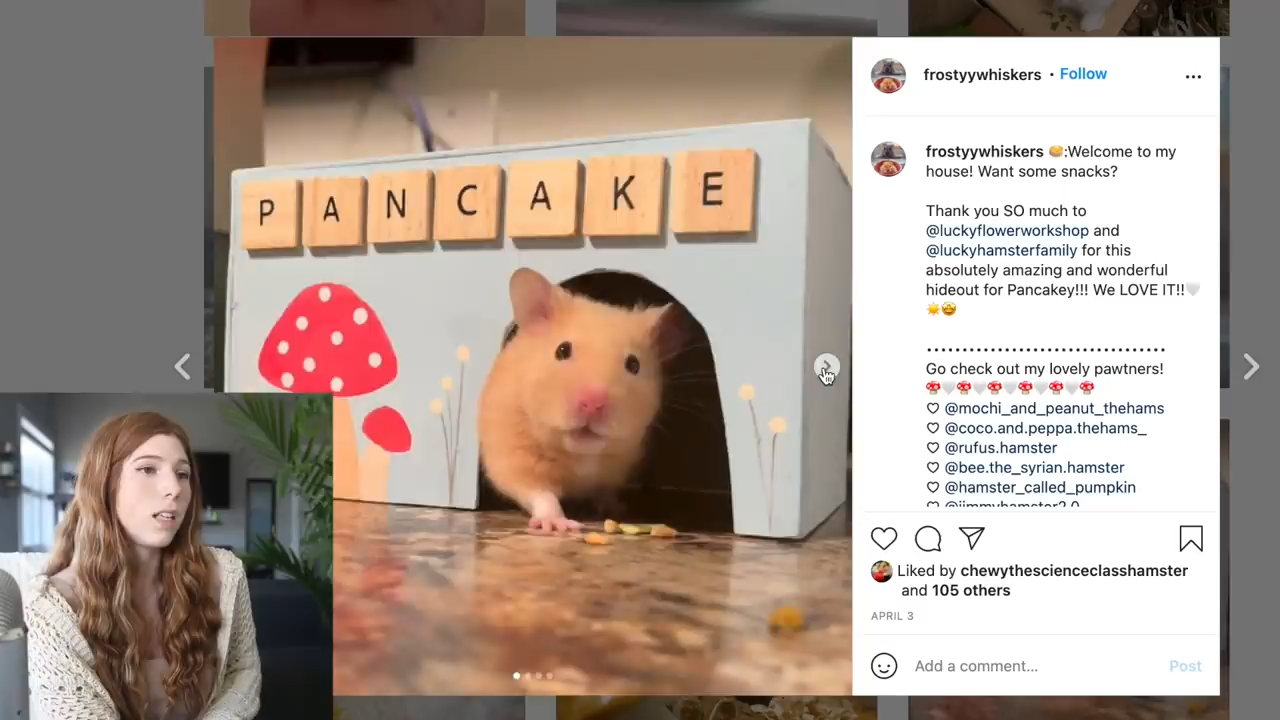 PANCAKE
frostyywhiskers • Follow
frostyywhiskers 🥞:Welcome to my
house! Want some snacks?
Thank you SO much to
@luckyflowerworkshop and
@luckyhamsterfamily for this
absolutely amazing and wonderful
hideout for Pancakey!!! We LOVE IT!!🤍
☀️🤩
................................
Go check out my lovely pawtners!
🍄🤍🍄🤍🍄🤍🍄🤍🍄🤍🍄
♡ @mochi_and_peanut_thehams
♡ @coco.and.peppa.thehams_
♡ @rufus.hamster
♡ @bee.the_syrian.hamster
♡ @hamster_called_pumpkin
♡ @jimmyhamster2.0
Liked by chewythescienceclasshamster
and 105 others
APRIL 3
Add a comment... Post